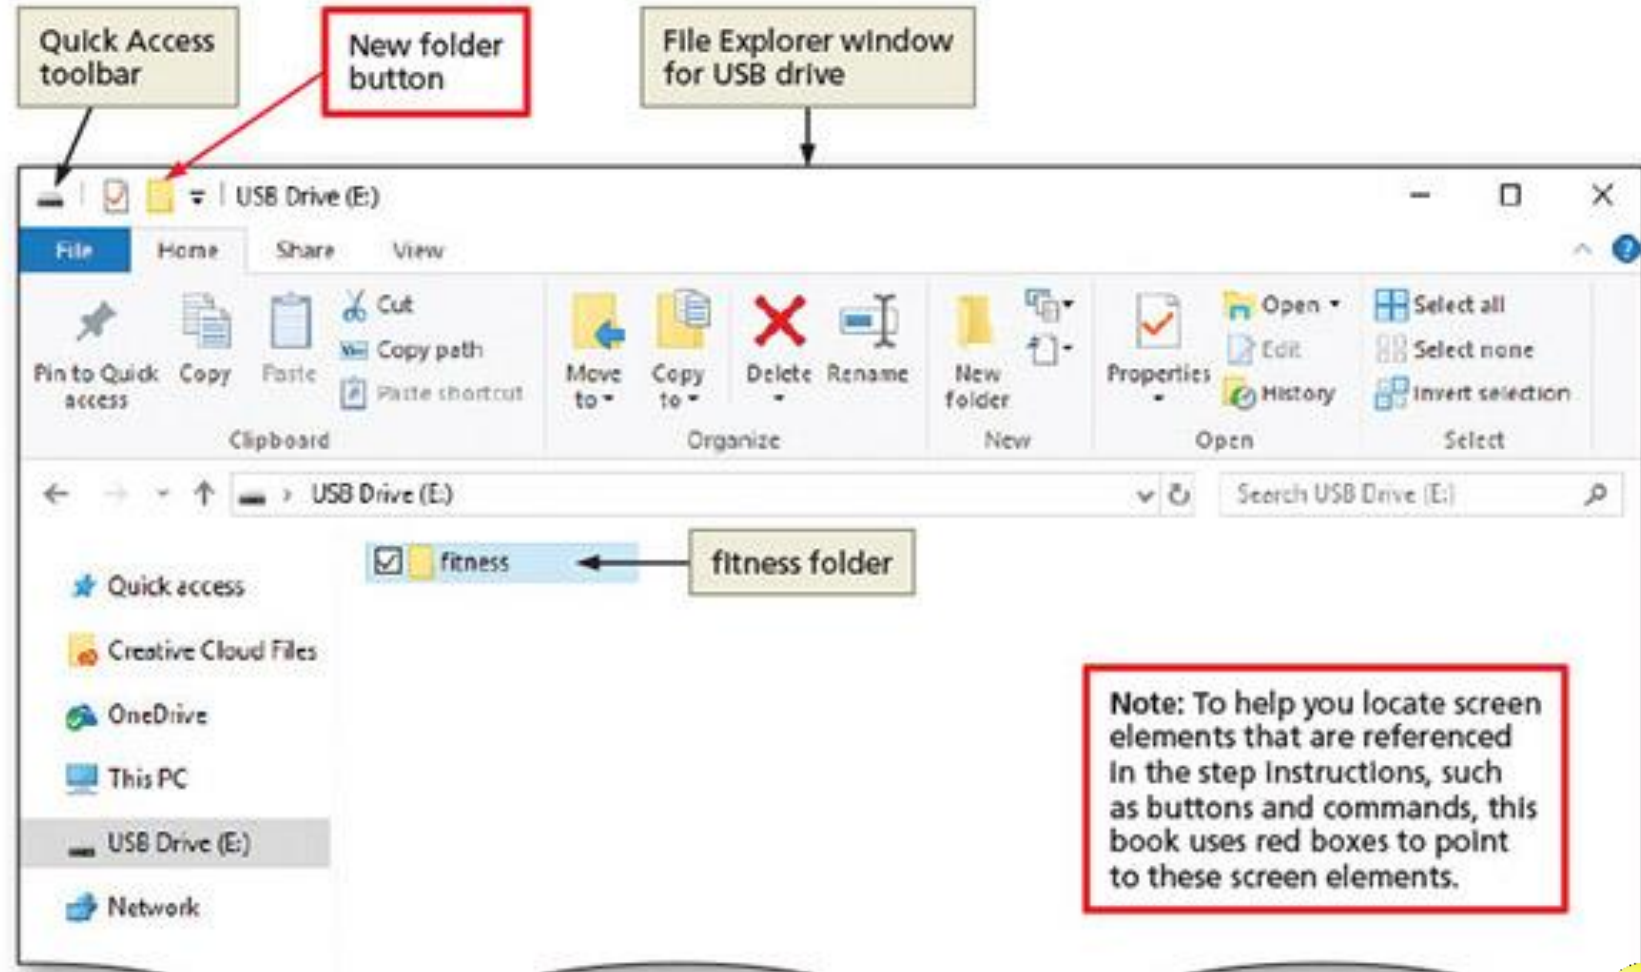 Quick Access
toolbar
New folder
button
File Explorer window
for USB drive
USB Drive (E:)
File
Home
Share
View
Pin to Quick
access
Copy
Paste
Cut
Copy path
Paste shortcut
Clipboard
Move
to
Copy
to
Delete
Rename
Organize
New
folder
New
Properties
Open
Edit
History
Open
Select all
Select none
Invert selection
Select
USB Drive (E:)
Search USB Drive (E:)
Quick access
Creative Cloud Files
OneDrive
This PC
USB Drive (E:)
Network
fitness
fitness folder
Note: To help you locate screen
elements that are referenced
in the step instructions, such
as buttons and commands, this
book uses red boxes to point
to these screen elements.